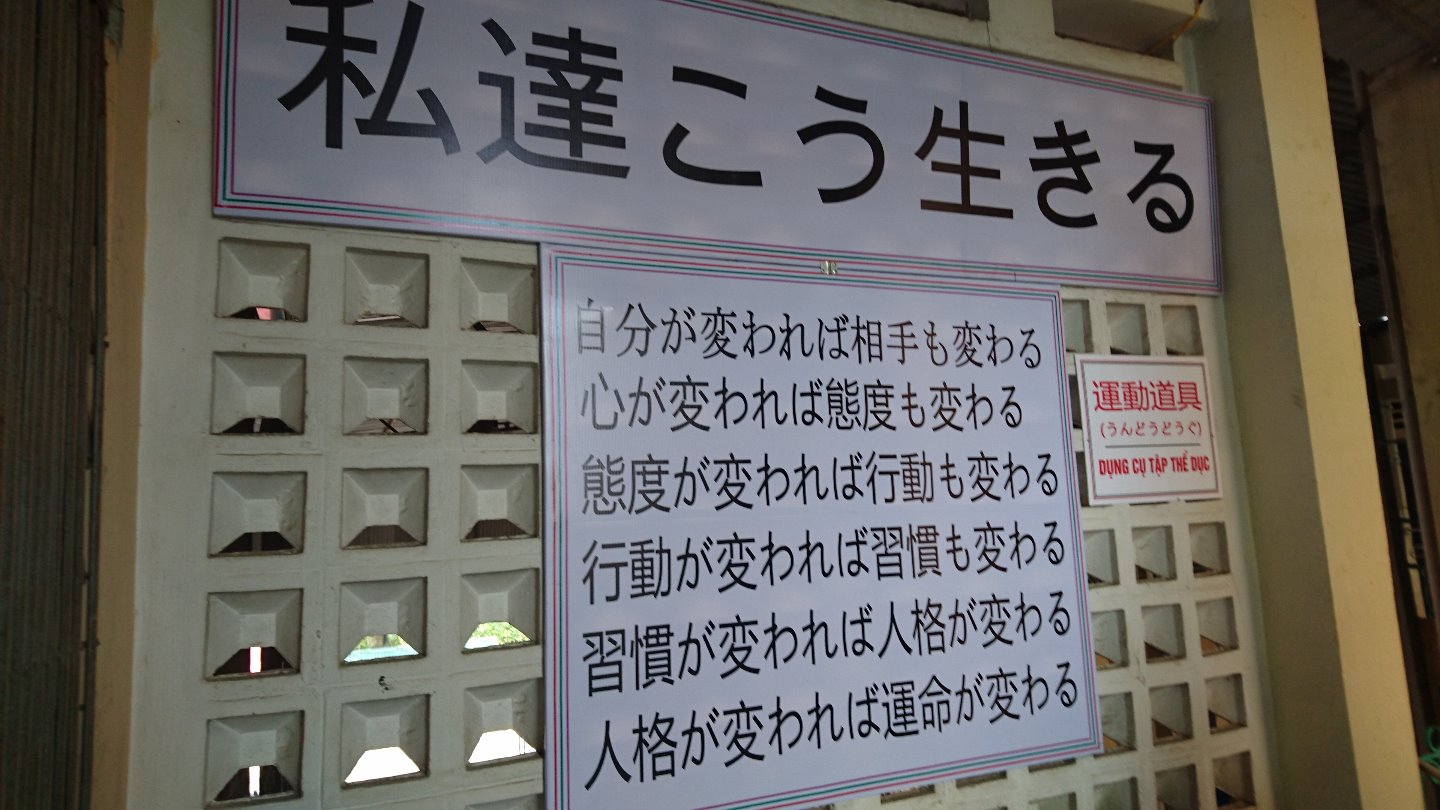 私達こう生きる
自分が変われば相手も変わる
心が変われば態度も変わる
態度が変われば行動も変わる
行動が変われば習慣も変わる
習慣が変われば人格が変わる
人格が変われば運命が変わる
運動道具
(うんどうどうぐ)
DỤNG CỤ TẬP THỂ DỤC